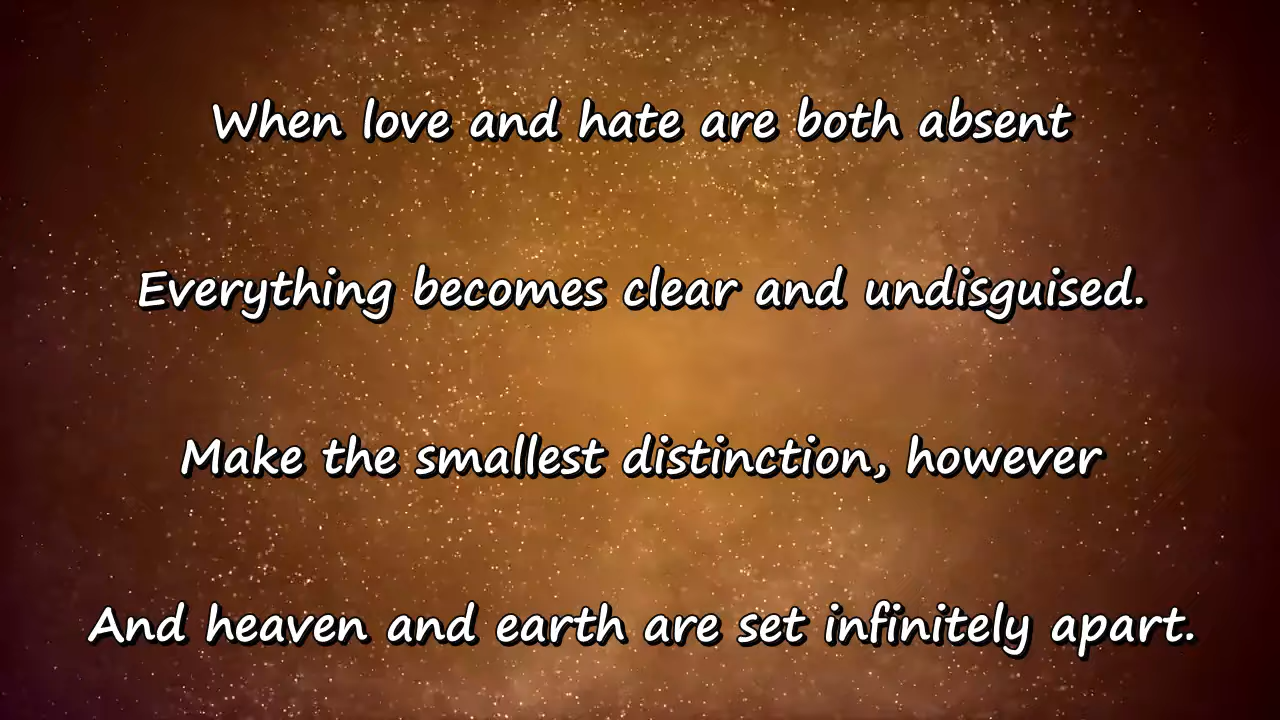 When love and hate are both absent
Everything becomes clear and undisguised.
Make the smallest distinction, however
And heaven and earth are set infinitely apart.